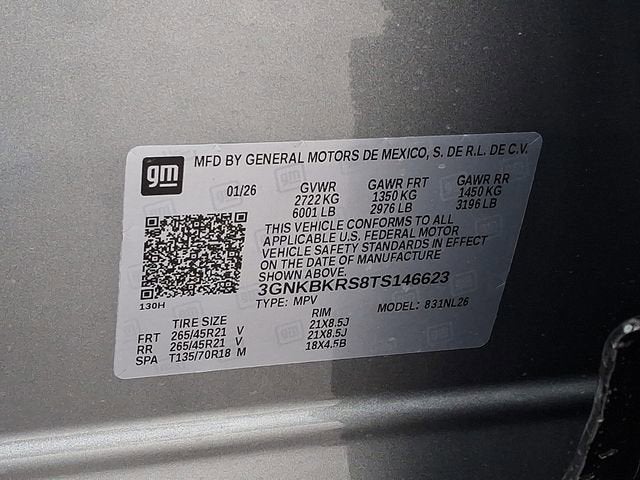 gm
MFD BY GENERAL MOTORS DE MEXICO, S. DE R.L. DE C.V.
01/26 GVWR GAWR FRT GAWR RR
2722 KG 1350 KG 1450 KG
6001 LB 2976 LB 3196 LB
THIS VEHICLE CONFORMS TO ALL
APPLICABLE U.S. FEDERAL MOTOR
VEHICLE SAFETY STANDARDS IN EFFECT
ON THE DATE OF MANUFACTURE
SHOWN ABOVE.
3GNKBKRS8TS146623
130H
TYPE: MPV MODEL: 831NL26
TIRE SIZE RIM
FRT 265/45R21 V 21X8.5J
RR 265/45R21 V 21X8.5J
SPA T135/70R18 M 18X4.5B